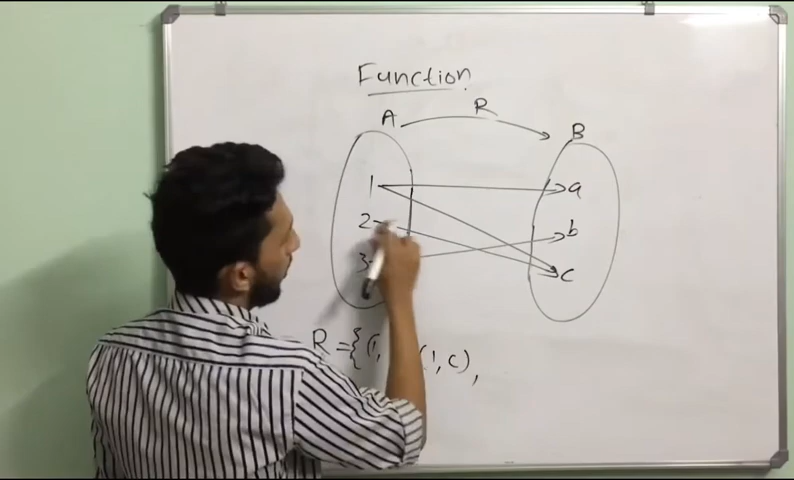 Function
A R B
1 a
2 b
3 c
R = {(1, (1, c),